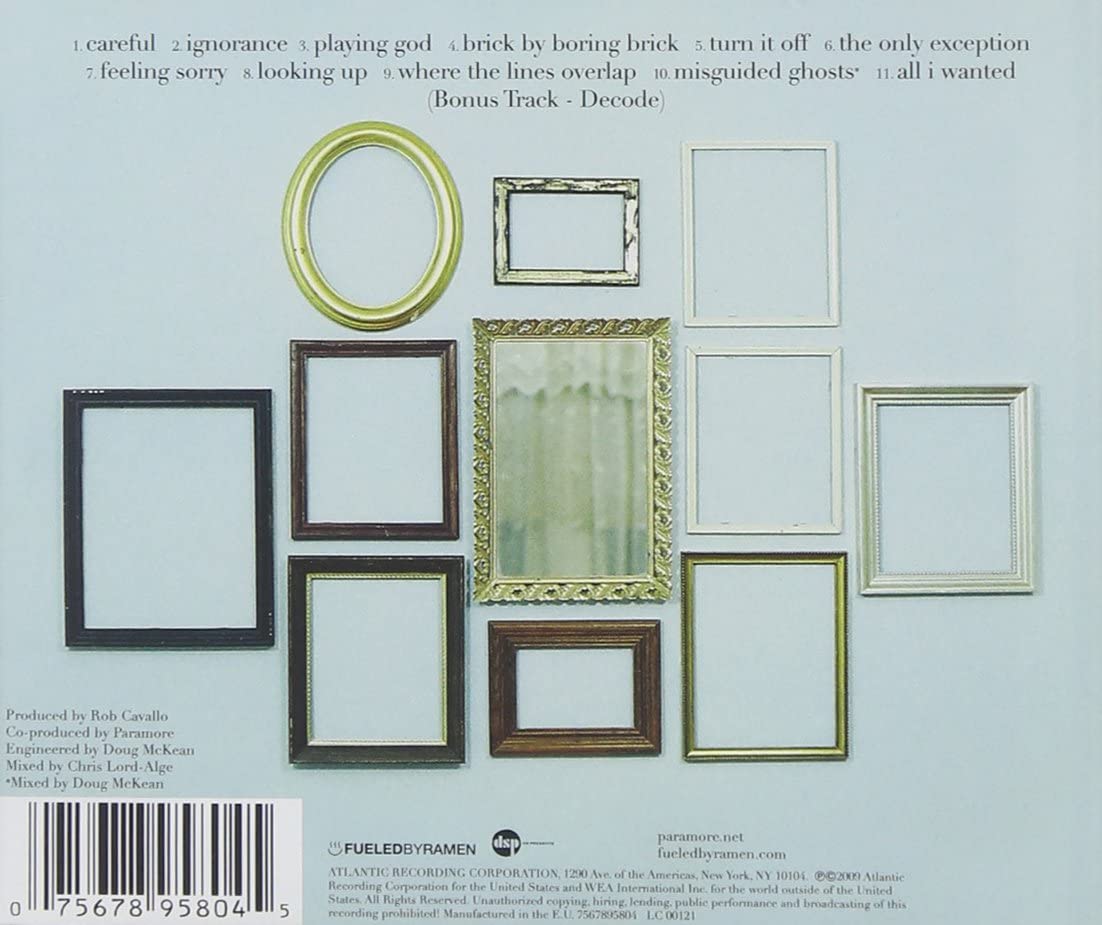 1. careful 2. ignorance 3. playing god 4. brick by boring brick 5. turn it off 6. the only exception
7. feeling sorry 8. looking up 9. where the lines overlap 10. misguided ghosts* 11. all i wanted
(Bonus Track - Decode)
Produced by Rob Cavallo
Co-produced by Paramore
Engineered by Doug McKean
Mixed by Chris Lord-Alge
*Mixed by Doug McKean
0 75678 95804 5
FUELEDBYRAMEN
dsp
paramore.net
fueledbyramen.com
ATLANTIC RECORDING CORPORATION, 1290 Ave. of the Americas, New York, NY 10104. ℗©2009 Atlantic
Recording Corporation for the United States and WEA International Inc. for the world outside of the United
States. All Rights Reserved. Unauthorized copying, hiring, lending, public performance and broadcasting of this
recording prohibited! Manufactured in the E.U. 7567895804 LC 00121